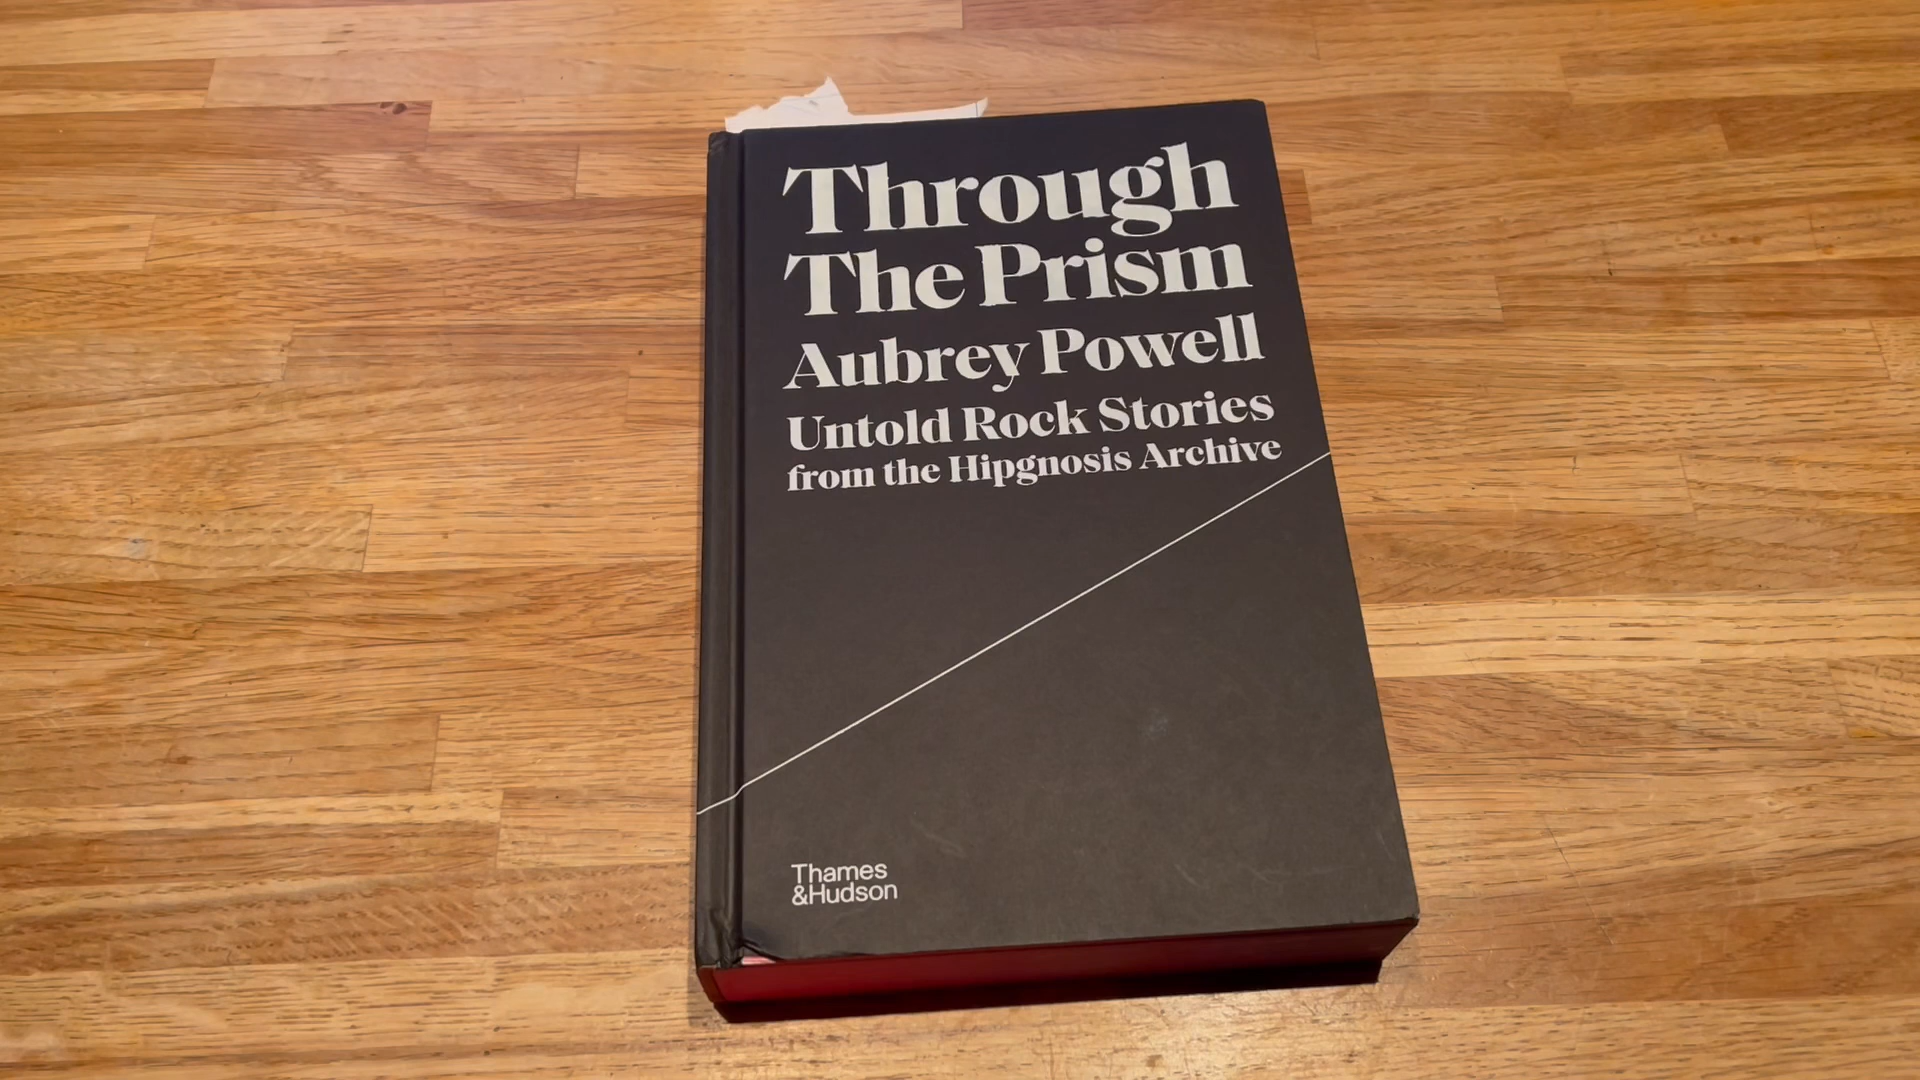 Through
The Prism
Aubrey Powell
Untold Rock Stories
from the Hipgnosis Archive
Thames
&Hudson